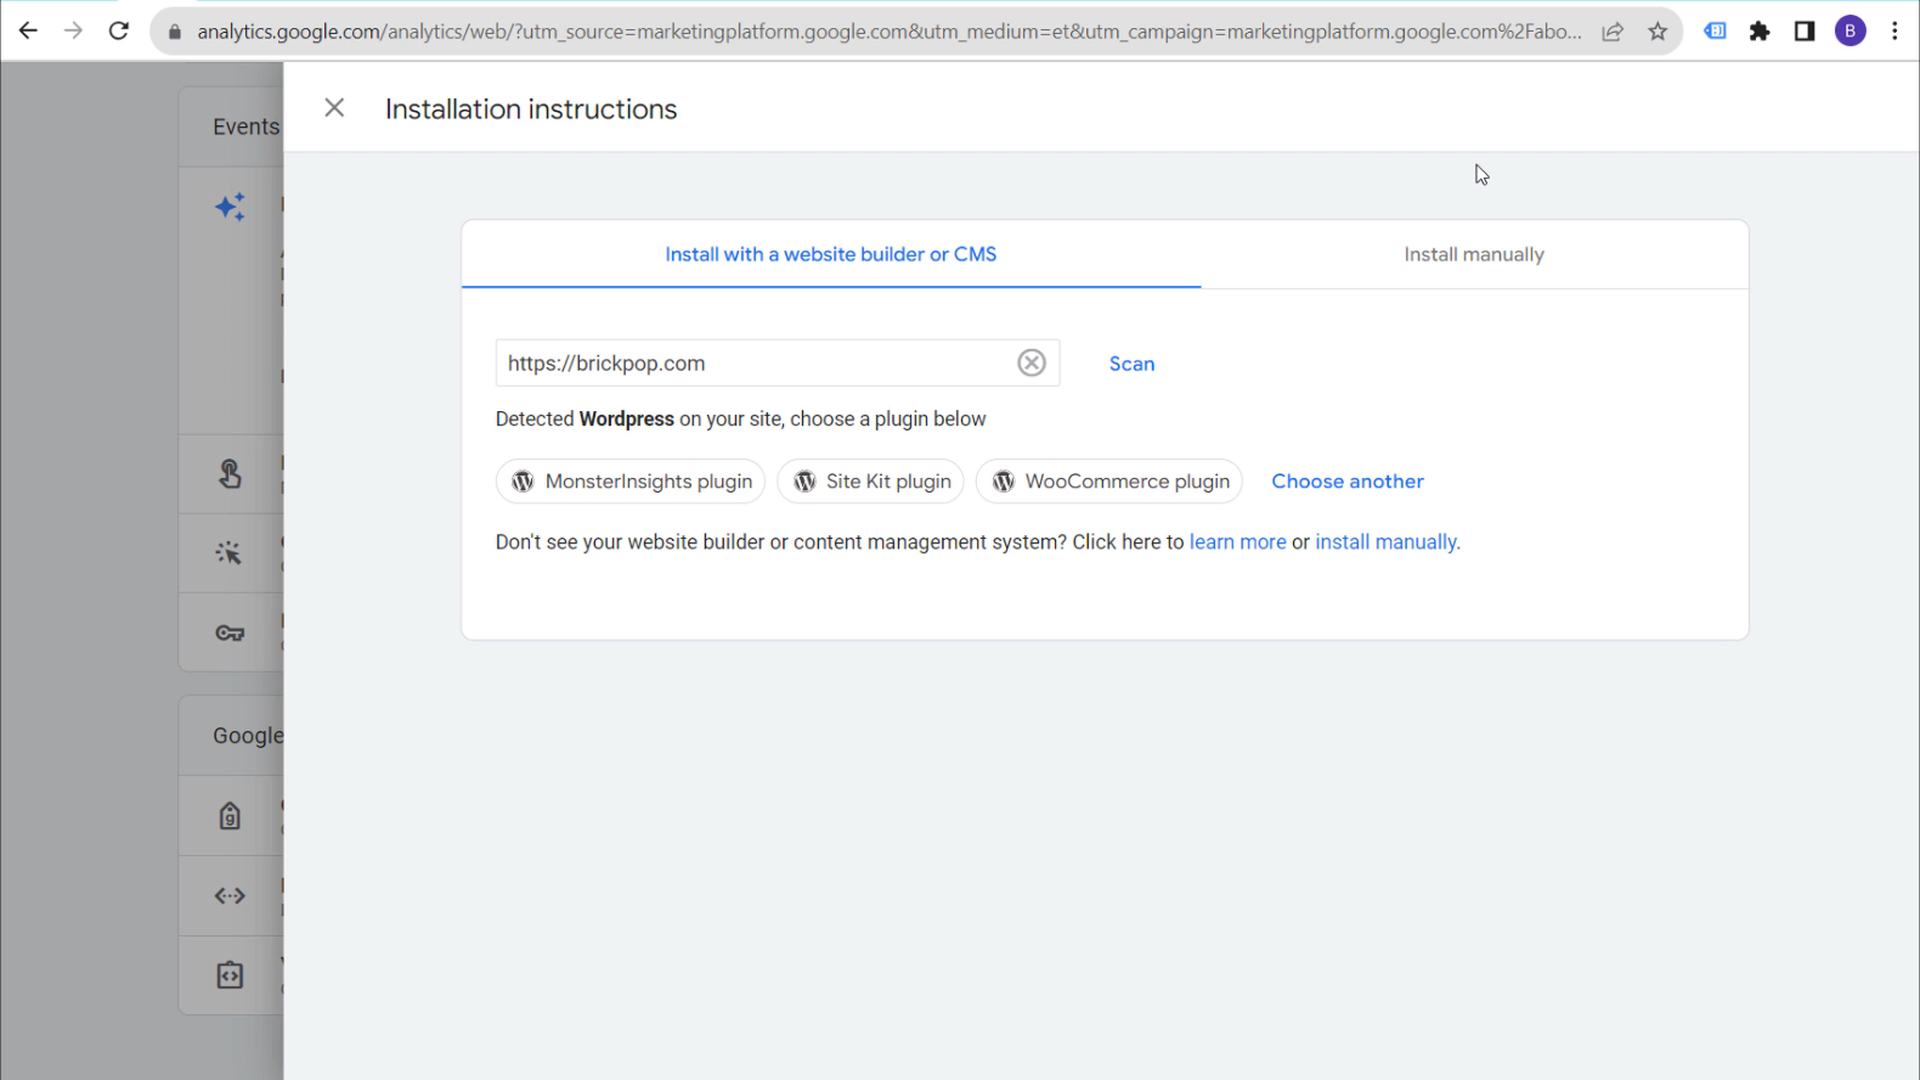 analytics.google.com/analytics/web/?utm_source=marketingplatform.google.com&utm_medium=et&utm_campaign=marketingplatform.google.com%2Fabo...
B
Installation instructions
Events
Install with a website builder or CMS
Install manually
https://brickpop.com
Scan
Detected Wordpress on your site, choose a plugin below
MonsterInsights plugin
Site Kit plugin
WooCommerce plugin
Choose another
Don't see your website builder or content management system? Click here to learn more or install manually.
Google